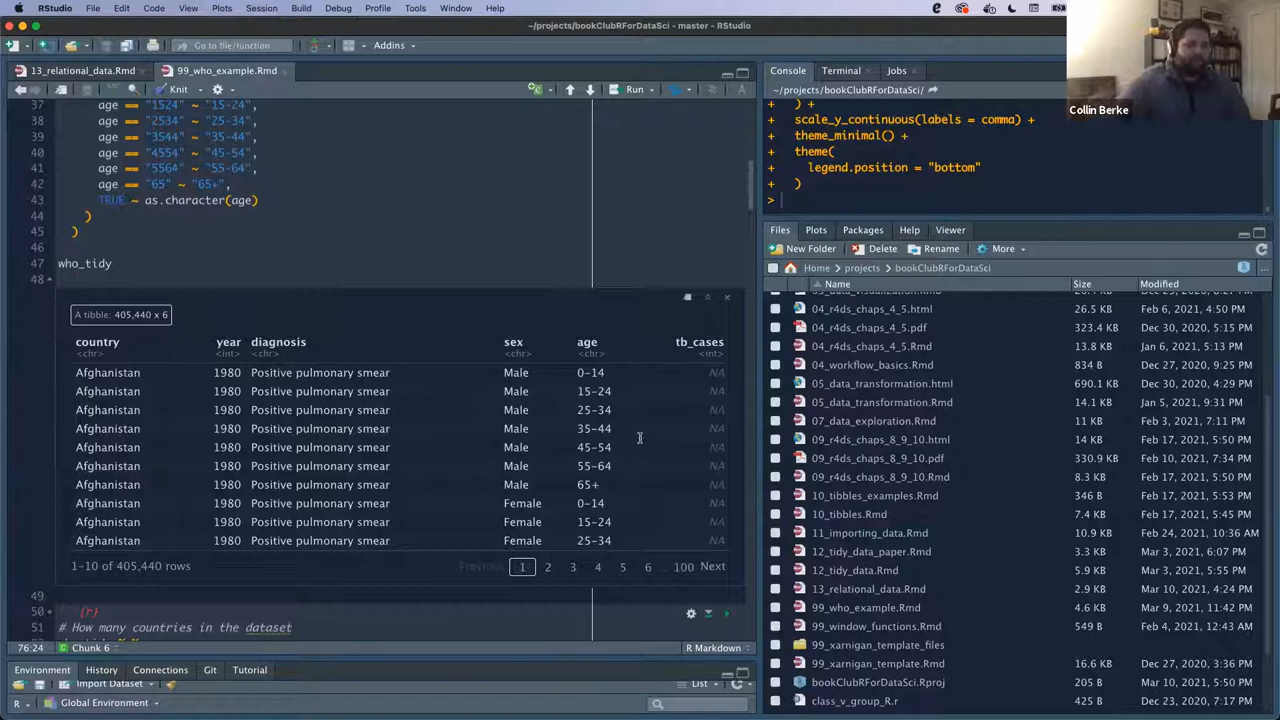 RStudio File Edit Code View Plots Session Build Debug Profile Tools Window Help
~/projects/bookClubRForDataSci - master - RStudio
Go to file/function Addins
13_relational_data.Rmd 99_who_example.Rmd
Knit Run
37 age == "1524" ~ "15-24",
38 age == "2534" ~ "25-34",
39 age == "3544" ~ "35-44",
40 age == "4554" ~ "45-54",
41 age == "5564" ~ "55-64",
42 age == "65" ~ "65+",
43 TRUE ~ as.character(age)
44 )
45 )
46
47 who_tidy
48
A tibble: 405,440 x 6
country year diagnosis sex age tb_cases
<chr> <int> <chr> <chr> <chr> <int>
Afghanistan 1980 Positive pulmonary smear Male 0-14 NA
Afghanistan 1980 Positive pulmonary smear Male 15-24 NA
Afghanistan 1980 Positive pulmonary smear Male 25-34 NA
Afghanistan 1980 Positive pulmonary smear Male 35-44 NA
Afghanistan 1980 Positive pulmonary smear Male 45-54 NA
Afghanistan 1980 Positive pulmonary smear Male 55-64 NA
Afghanistan 1980 Positive pulmonary smear Male 65+ NA
Afghanistan 1980 Positive pulmonary smear Female 0-14 NA
Afghanistan 1980 Positive pulmonary smear Female 15-24 NA
Afghanistan 1980 Positive pulmonary smear Female 25-34 NA
1-10 of 405,440 rows Previous 1 2 3 4 5 6 … 100 Next
49
50 {r}
51 # How many countries in the dataset
76:24 Chunk 6 R Markdown
Environment History Connections Git Tutorial
Import Dataset List
R Global Environment
Collin Berke
Console Terminal Jobs
~/projects/bookClubRForDataSci/
+ ) +
+ scale_y_continuous(labels = comma) +
+ theme_minimal() +
+ theme(
+ legend.position = "bottom"
+ )
>
Files Plots Packages Help Viewer
New Folder Delete Rename More
Home projects bookClubRForDataSci
Name Size Modified
04_r4ds_chaps_4_5.html 26.5 KB Feb 6, 2021, 4:50 PM
04_r4ds_chaps_4_5.pdf 323.4 KB Dec 30, 2020, 5:15 PM
04_r4ds_chaps_4_5.Rmd 13.8 KB Jan 6, 2021, 5:13 PM
04_workflow_basics.Rmd 834 B Dec 27, 2020, 9:25 PM
05_data_transformation.html 690.1 KB Dec 30, 2020, 4:29 PM
05_data_transformation.Rmd 14.1 KB Jan 5, 2021, 9:31 PM
07_data_exploration.Rmd 11 KB Mar 3, 2021, 7:11 PM
09_r4ds_chaps_8_9_10.html 14 KB Feb 17, 2021, 5:50 PM
09_r4ds_chaps_8_9_10.pdf 330.9 KB Feb 10, 2021, 7:34 PM
09_r4ds_chaps_8_9_10.Rmd 8.3 KB Feb 17, 2021, 5:50 PM
10_tibbles_examples.Rmd 346 B Feb 17, 2021, 5:53 PM
10_tibbles.Rmd 7.4 KB Feb 17, 2021, 5:45 PM
11_importing_data.Rmd 10.9 KB Feb 24, 2021, 10:36 AM
12_tidy_data_paper.Rmd 3.3 KB Mar 3, 2021, 6:07 PM
12_tidy_data.Rmd 5.9 KB Mar 3, 2021, 5:55 PM
13_relational_data.Rmd 2.9 KB Mar 10, 2021, 4:24 PM
99_who_example.Rmd 4.6 KB Mar 9, 2021, 11:42 PM
99_window_functions.Rmd 549 B Feb 4, 2021, 12:43 AM
99_xarnigan_template_files
99_xarnigan_template.Rmd 16.6 KB Dec 27, 2020, 3:36 PM
bookClubRForDataSci.Rproj 205 B Mar 10, 2021, 5:50 PM
class_v_group_R.r 425 B Dec 23, 2020, 7:17 PM